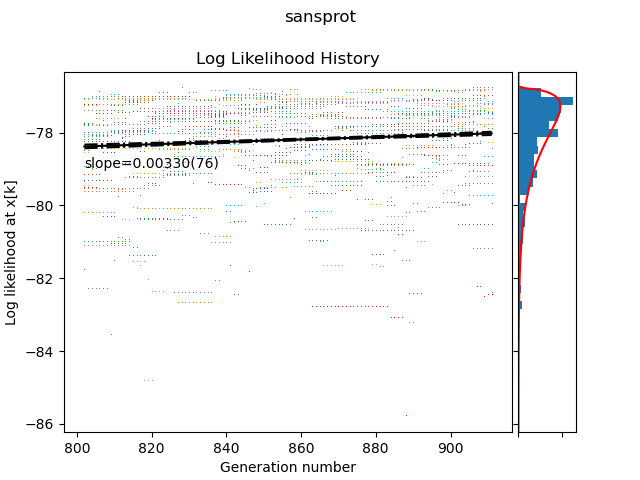 sansprot
Log Likelihood History
Log likelihood at x[k]
−78
−80
−82
−84
−86
slope=0.00330(76)
800
820
840
860
880
900
Generation number